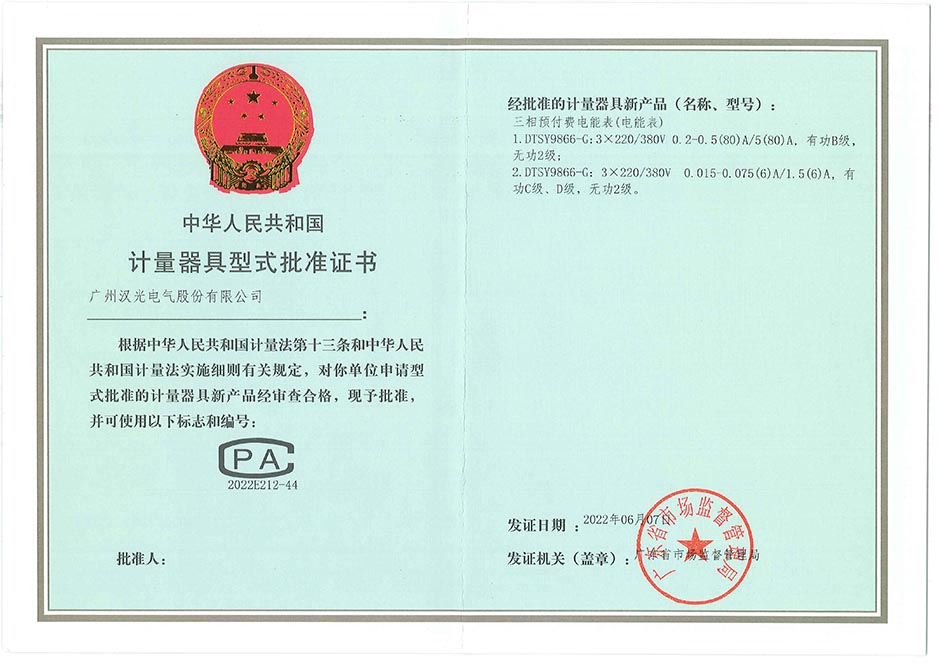 中华人民共和国
计量器具型式批准证书
广州汉光电气股份有限公司
:
根据中华人民共和国计量法第十三条和中华人民
共和国计量法实施细则有关规定，对你单位申请型
式批准的计量器具新产品经审查合格，现予批准，
并可使用以下标志和编号:
CPA
2022E212-44
批准人:
经批准的计量器具新产品（名称、型号）:
三相预付费电能表(电能表)
1.DTSY9866-G:3×220/380V 0.2-0.5(80)A/5(80)A, 有功B级,
无功2级;
2.DTSY9866-G: 3×220/380V 0.015-0.075(6)A/1.5(6)A, 有
功C级、D级, 无功2级。
发证日期 : 2022年06月07日
发证机关（盖章）: 广东省市场监督管理局
广东省市场监督管理局